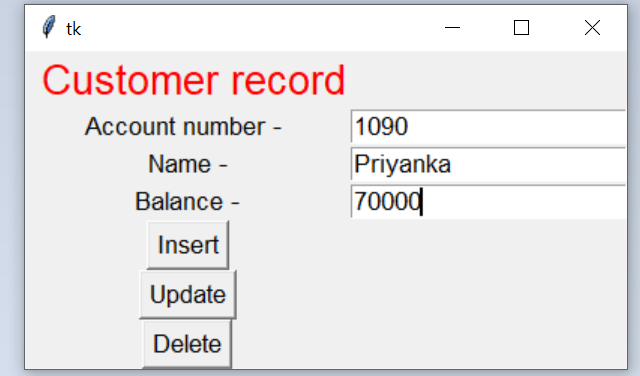 tk
Customer record
Account number - 1090
Name - Priyanka
Balance - 70000
Insert
Update
Delete